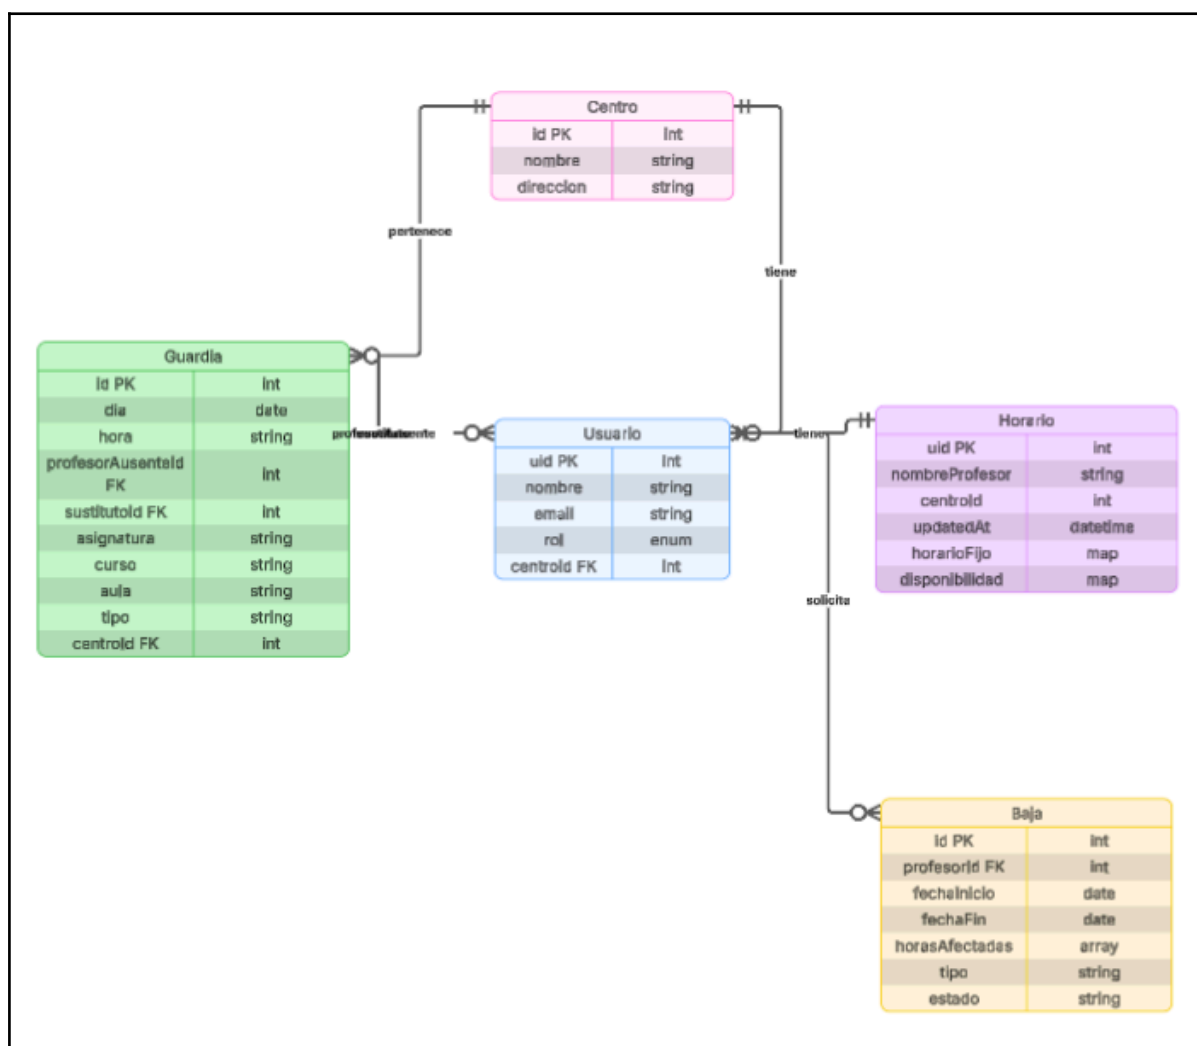 Centro
id PK int
nombre string
direccion string
pertenece
tiene
Guardia
id PK int
dia date
hora string
profesorAusenteId
FK
int
sustitutoId FK int
asignatura string
curso string
aula string
tipo string
centroId FK int
Usuario
uid PK int
nombre string
email string
rol enum
centroId FK int
tiene
Horario
uid PK int
nombreProfesor string
centroId int
updatedAt datetime
horarioFijo map
disponibilidad map
solicita
Baja
id PK int
profesorId FK int
fechaInicio date
fechaFin date
horasAfectadas array
tipo string
estado string